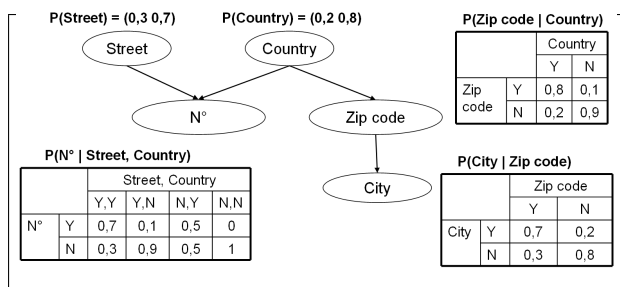 P(Street) = (0,3 0,7) P(Country) = (0,2 0,8)
Street
Country
N°
Zip code
City
P(Zip code | Country)
Country
Y N
Zip code Y 0,8 0,1
N 0,2 0,9
P(N° | Street, Country)
Street, Country
Y,Y Y,N N,Y N,N
N° Y 0,7 0,1 0,5 0
N 0,3 0,9 0,5 1
P(City | Zip code)
Zip code
Y N
City Y 0,7 0,2
N 0,3 0,8